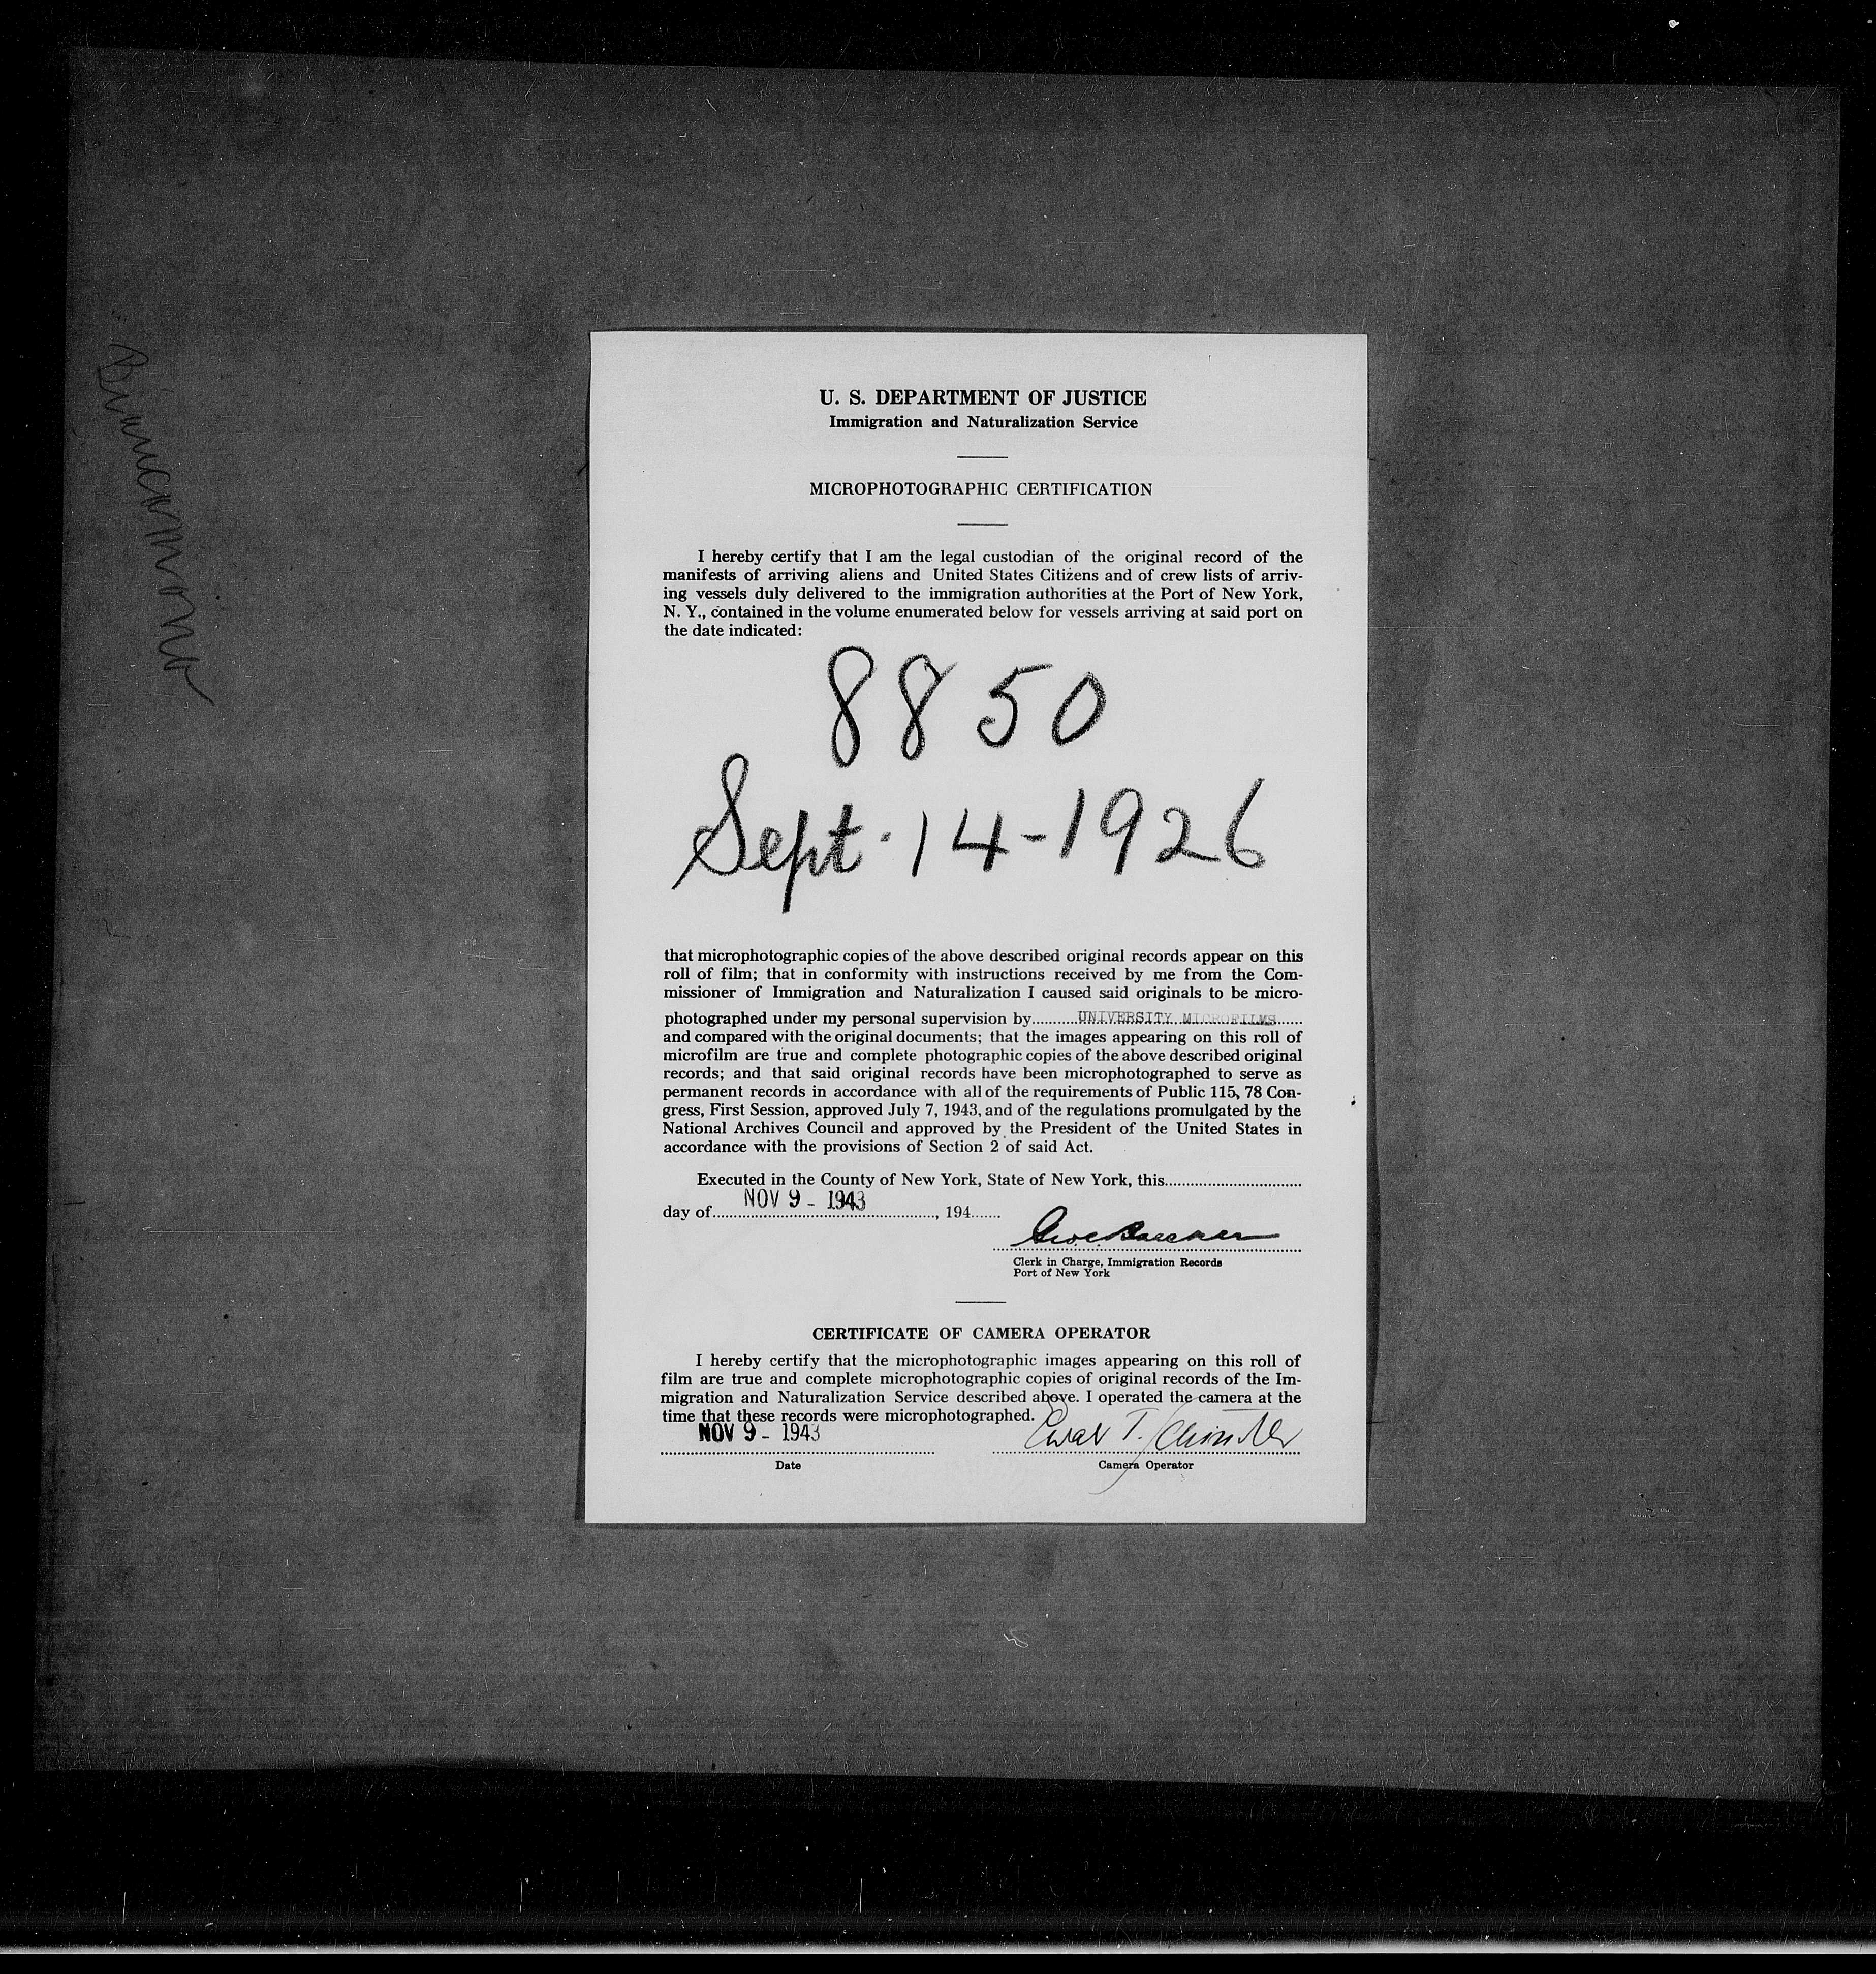 U. S. DEPARTMENT OF JUSTICE
Immigration and Naturalization Service
MICROPHOTOGRAPHIC CERTIFICATION
I hereby certify that I am the legal custodian of the original record of the
manifests of arriving aliens and United States Citizens and of crew lists of arriv-
ing vessels duly delivered to the immigration authorities at the Port of New York,
N. Y., contained in the volume enumerated below for vessels arriving at said port on
the date indicated:
8850
Sept-14-1926
that microphotographic copies of the above described original records appear on this
roll of film; that in conformity with instructions received by me from the Com-
missioner of Immigration and Naturalization I caused said originals to be micro-
photographed under my personal supervision by UNIVERSITY MICROFILMS
and compared with the original documents; that the images appearing on this roll of
microfilm are true and complete photographic copies of the above described original
records; and that said original records have been microphotographed to serve as
permanent records in accordance with all of the requirements of Public 115, 78 Con-
gress, First Session, approved July 7, 1943, and of the regulations promulgated by the
National Archives Council and approved by the President of the United States in
accordance with the provisions of Section 2 of said Act.
Executed in the County of New York, State of New York, this
day of NOV 9 - 1943, 194
Clerk in Charge, Immigration Records
Port of New York
CERTIFICATE OF CAMERA OPERATOR
I hereby certify that the microphotographic images appearing on this roll of
film are true and complete microphotographic copies of original records of the Im-
migration and Naturalization Service described above. I operated the camera at the
time that these records were microphotographed.
NOV 9 - 1943
Date
Camera Operator